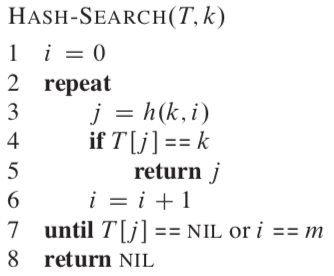 HASH-SEARCH(T, k)
1 i = 0
2 repeat
3 j = h(k, i)
4 if T[j] == k
5 return j
6 i = i + 1
7 until T[j] == NIL or i == m
8 return NIL